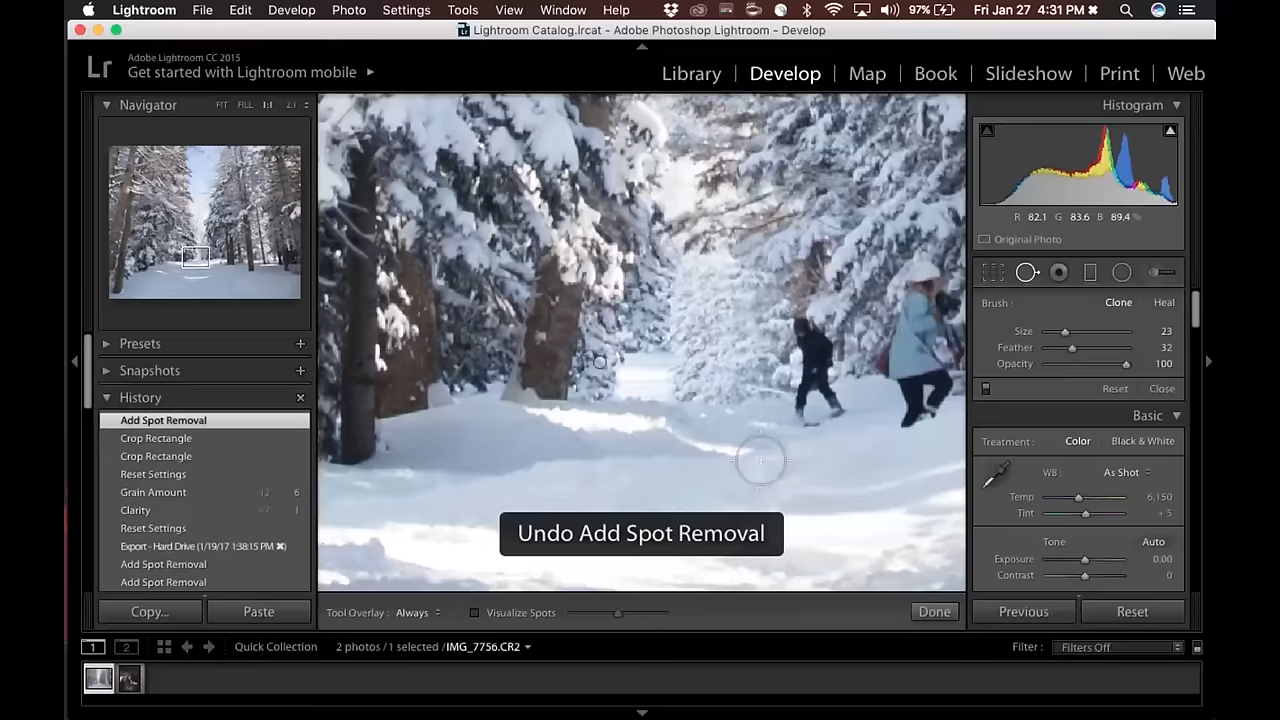 Lightroom File Edit Develop Photo Settings Tools View Window Help 97% Fri Jan 27 4:31 PM
Lightroom Catalog.lrcat - Adobe Photoshop Lightroom - Develop
Lr
Adobe Lightroom CC 2015
Get started with Lightroom mobile
Library | Develop | Map | Book | Slideshow | Print | Web
Navigator FIT FILL 1:1 2:1
Presets
Snapshots
History
Add Spot Removal
Crop Rectangle
Crop Rectangle
Reset Settings
Grain Amount 12 6
Clarity +7 1
Reset Settings
Export - Hard Drive (1/19/17 1:38:15 PM)
Add Spot Removal
Add Spot Removal
Copy... Paste
Undo Add Spot Removal
Tool Overlay: Always Visualize Spots Done
Histogram
R 82.1 G 83.6 B 89.4 %
Original Photo
Brush: Clone Heal
Size 23
Feather 32
Opacity 100
Reset Close
Basic
Treatment: Color Black & White
WB: As Shot
Temp 6,150
Tint + 5
Tone Auto
Exposure 0.00
Contrast 0
Previous Reset
1 2 Quick Collection 2 photos / 1 selected / IMG_7756.CR2 Filter: Filters Off